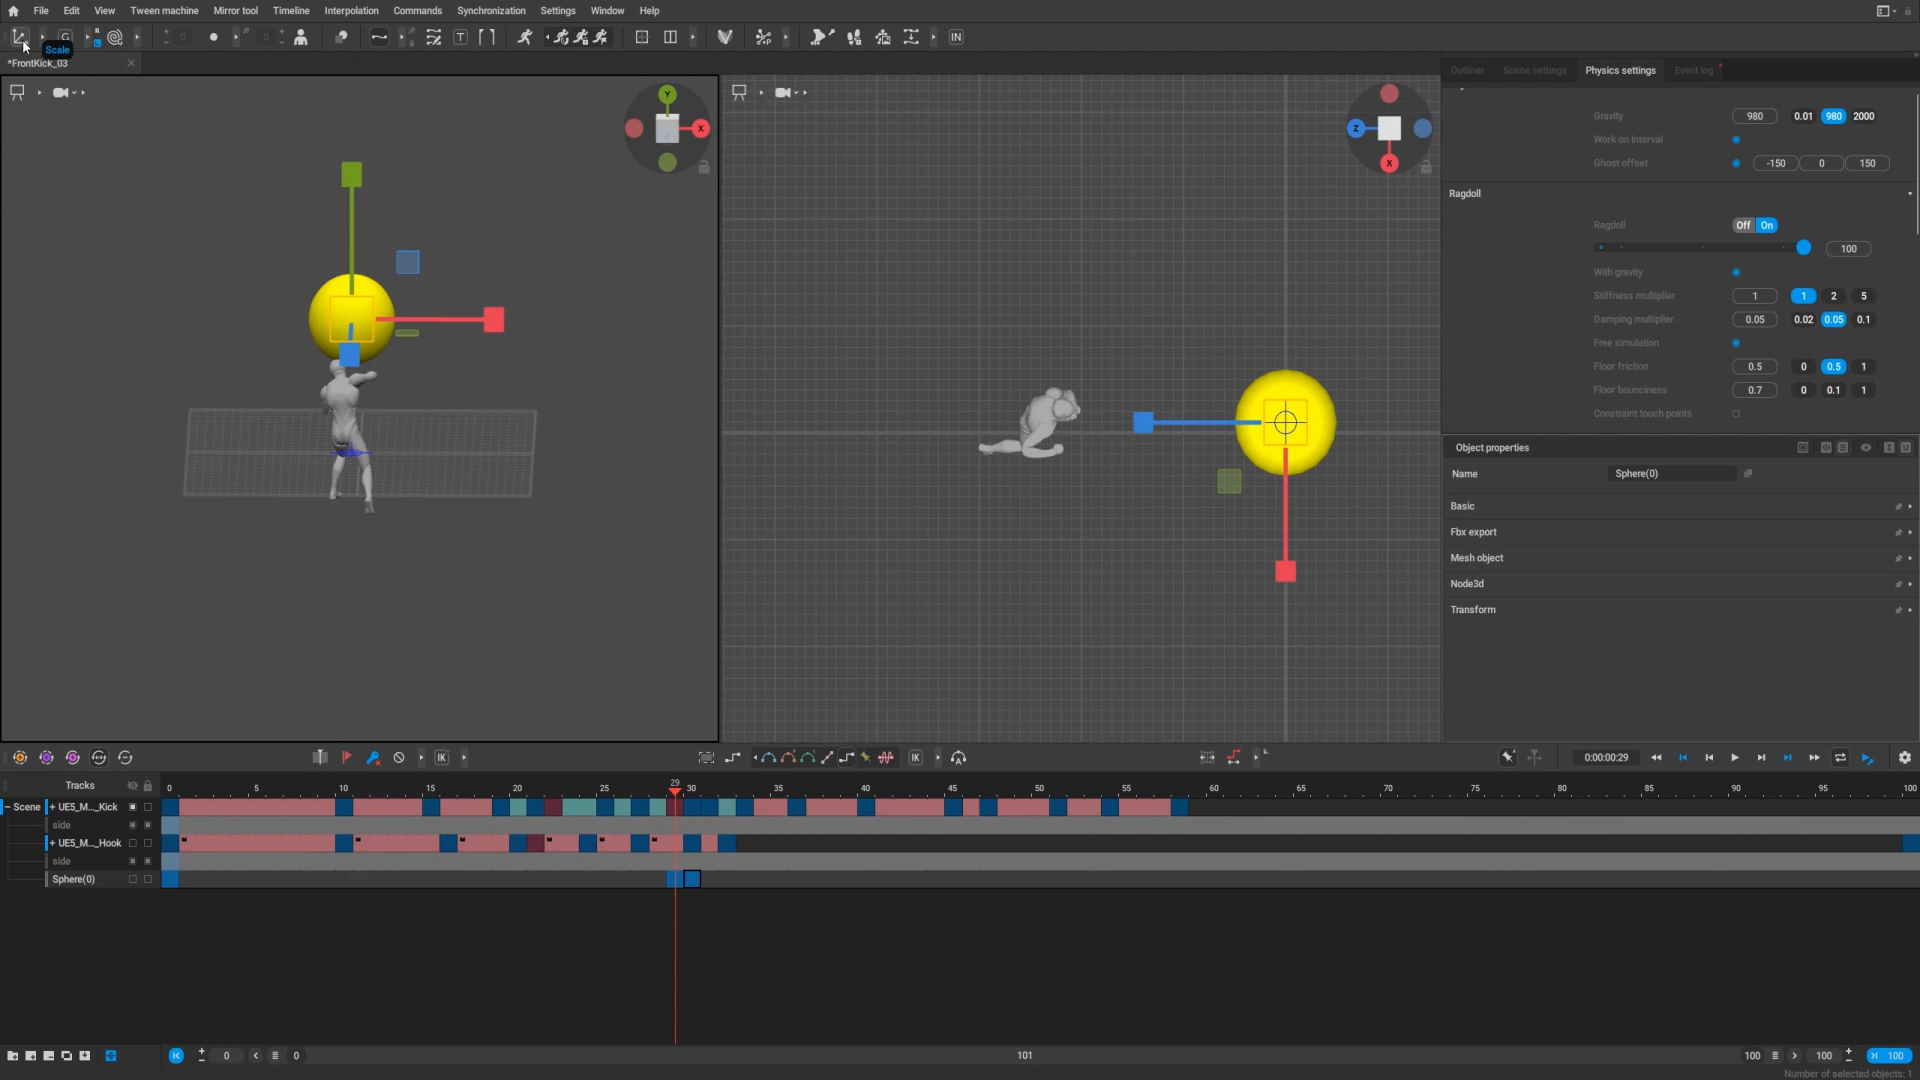 File Edit View Tween machine Mirror tool Timeline Interpolation Commands Synchronization Settings Window Help
G R L 0 0 T IN
Scale
*FrontKick_03
Y X
Z X
Outliner Scene settings Physics settings Event log
Gravity 980 0.01 980 2000
Work on interval
Ghost offset -150 0 150
Ragdoll
Ragdoll Off On
100
With gravity
Stiffness multiplier 1 1 2 5
Damping multiplier 0.05 0.02 0.05 0.1
Free simulation
Floor friction 0.5 0 0.5 1
Floor bounciness 0.7 0 0.1 1
Constraint touch points
Object properties
Name Sphere(0)
Basic
Fbx export
Mesh object
Node3d
Transform
IK IK 0:00:00:29
Tracks 0 5 10 15 20 25 29 30 35 40 45 50 55 60 65 70 75 80 85 90 95 100
Scene + UE5_M..._Kick
side
+ UE5_M..._Hook
side
Sphere(0)
0 0 101 100 100 100
Number of selected objects: 1